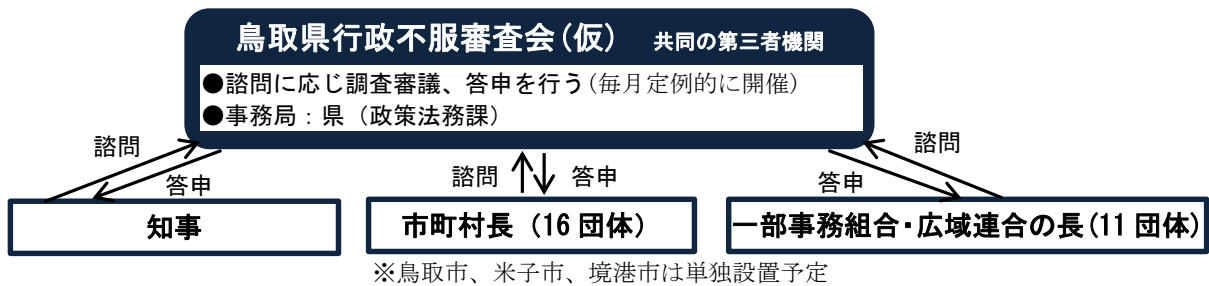 鳥取県行政不服審査会(仮) 共同の第三者機関
●諮問に応じ調査審議、答申を行う(毎月定例的に開催)
●事務局：県（政策法務課）
諮問
答申
諮問
答申
諮問
答申
知事
市町村長（16 団体）
一部事務組合・広域連合の長(11 団体)
※鳥取市、米子市、境港市は単独設置予定